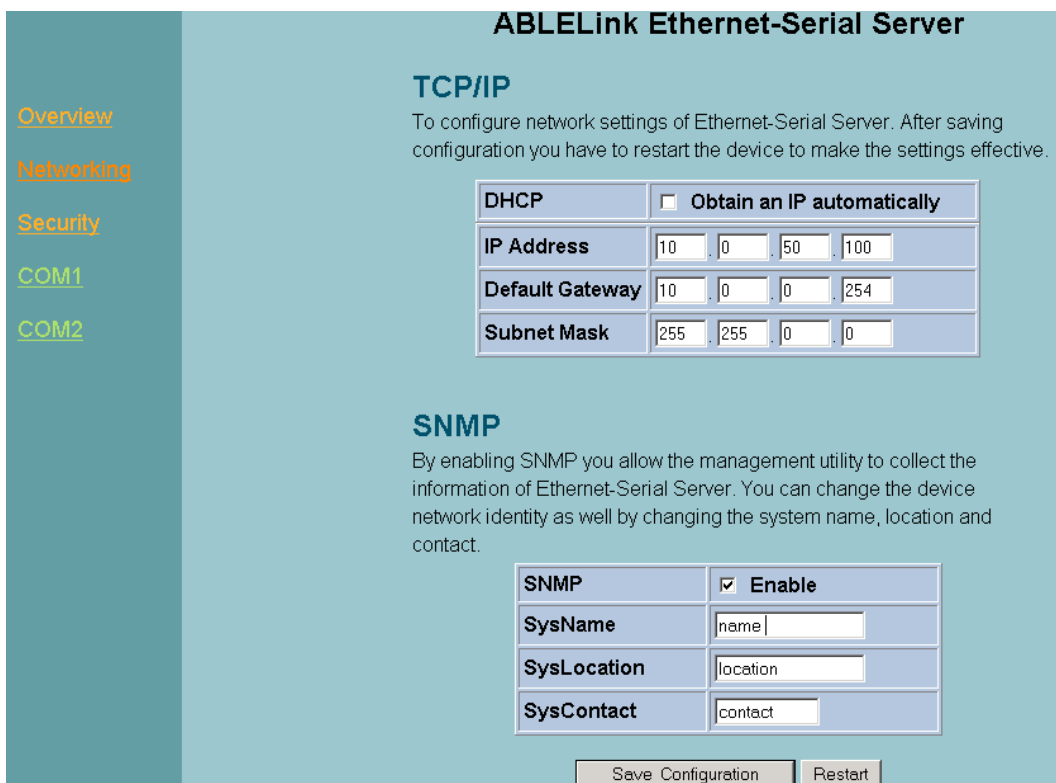 ABLELink Ethernet-Serial Server
Overview
Networking
Security
COM1
COM2
TCP/IP
To configure network settings of Ethernet-Serial Server. After saving
configuration you have to restart the device to make the settings effective.
DHCP Obtain an IP automatically
IP Address 10 . 0 . 50 . 100
Default Gateway 10 . 0 . 0 . 254
Subnet Mask 255 . 255 . 0 . 0
SNMP
By enabling SNMP you allow the management utility to collect the
information of Ethernet-Serial Server. You can change the device
network identity as well by changing the system name, location and
contact.
SNMP Enable
SysName name
SysLocation location
SysContact contact
Save Configuration Restart